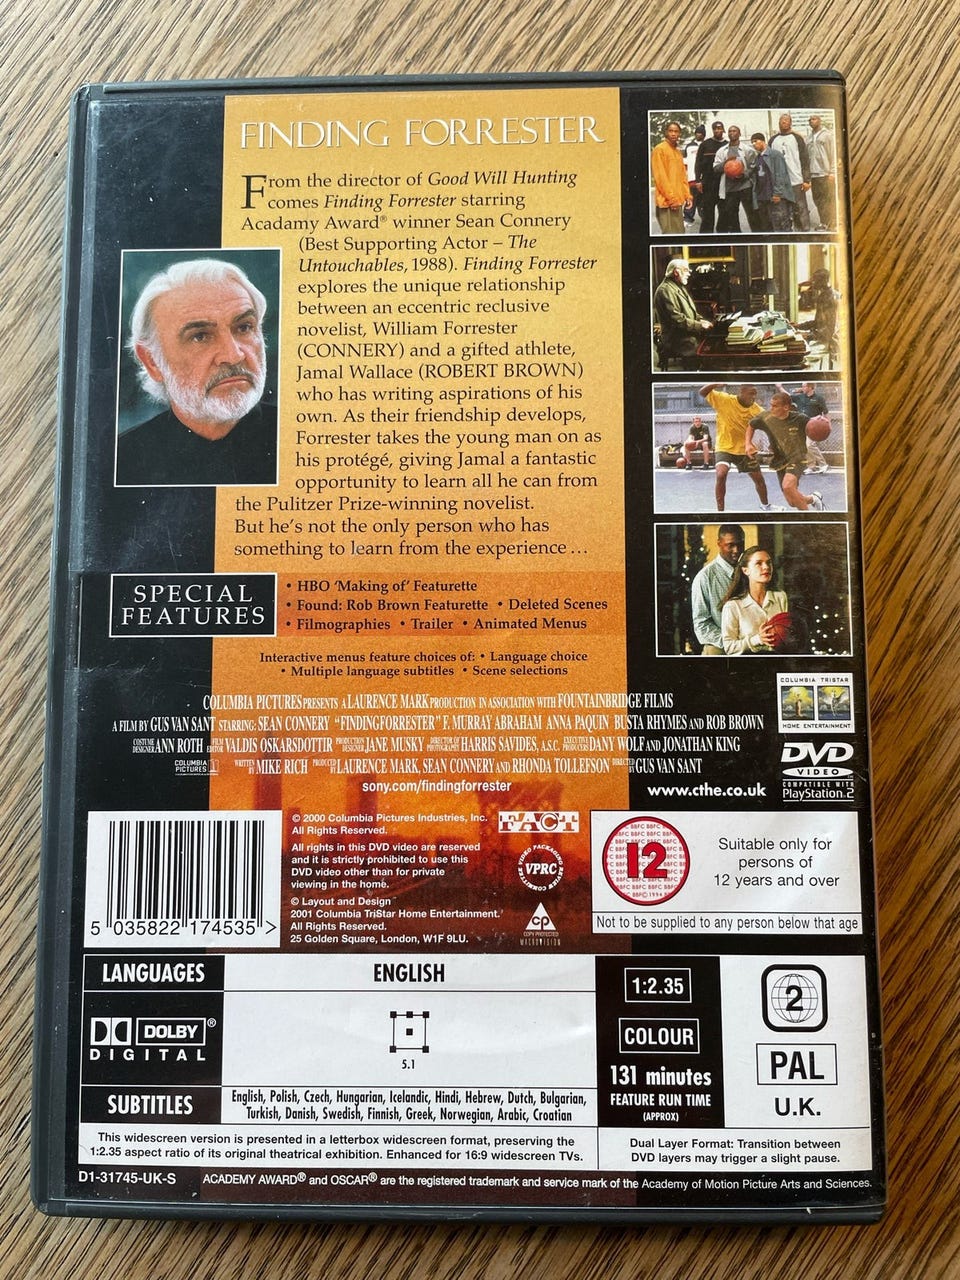 FINDING FORRESTER
From the director of Good Will Hunting
comes Finding Forrester starring
Acadamy Award® winner Sean Connery
(Best Supporting Actor – The
Untouchables, 1988). Finding Forrester
explores the unique relationship
between an eccentric reclusive
novelist, William Forrester
(CONNERY) and a gifted athlete,
Jamal Wallace (ROBERT BROWN)
who has writing aspirations of his
own. As their friendship develops,
Forrester takes the young man on as
his protégé, giving Jamal a fantastic
opportunity to learn all he can from
the Pulitzer Prize-winning novelist.
But he's not the only person who has
something to learn from the experience...
SPECIAL
FEATURES
• HBO 'Making of' Featurette
• Found: Rob Brown Featurette • Deleted Scenes
• Filmographies • Trailer • Animated Menus
Interactive menus feature choices of: • Language choice
• Multiple language subtitles • Scene selections
COLUMBIA PICTURES PRESENTS A LAURENCE MARK PRODUCTION IN ASSOCIATION WITH FOUNTAINBRIDGE FILMS
A FILM BY GUS VAN SANT STARRING: SEAN CONNERY "FINDING FORRESTER" F. MURRAY ABRAHAM ANNA PAQUIN BUSTA RHYMES AND ROB BROWN
COSTUME DESIGNER ANN ROTH FILM EDITOR VALDIS OSKARSDOTTIR PRODUCTION DESIGNER JANE MUSKY DIRECTOR OF PHOTOGRAPHY HARRIS SAVIDES, A.S.C. EXECUTIVE PRODUCERS DANY WOLF AND JONATHAN KING
COLUMBIA PICTURES WRITTEN BY MIKE RICH PRODUCED BY LAURENCE MARK, SEAN CONNERY AND RHONDA TOLLEFSON DIRECTED BY GUS VAN SANT
sony.com/findingforrester
www.cthe.co.uk
COLUMBIA TRISTAR
HOME ENTERTAINMENT
DVD
VIDEO
COMPATIBLE WITH
PlayStation.2
5 035822 174535 >
© 2000 Columbia Pictures Industries, Inc.
All Rights Reserved.
All rights in this DVD video are reserved
and it is strictly prohibited to use this
DVD video other than for private
viewing in the home.
© Layout and Design
2001 Columbia TriStar Home Entertainment.
All Rights Reserved.
25 Golden Square, London, W1F 9LU.
FACT
VIDEO PACKAGING REVIEW COMMITTEE
VPRC
CP
COPY PROTECTED
MACROVISION
12
Suitable only for
persons of
12 years and over
Not to be supplied to any person below that age
LANGUAGES
ENGLISH
DOLBY®
DIGITAL
5.1
SUBTITLES
English, Polish, Czech, Hungarian, Icelandic, Hindi, Hebrew, Dutch, Bulgarian,
Turkish, Danish, Swedish, Finnish, Greek, Norwegian, Arabic, Croatian
1:2.35
COLOUR
131 minutes
FEATURE RUN TIME
(APPROX)
2
PAL
U.K.
This widescreen version is presented in a letterbox widescreen format, preserving the
1:2.35 aspect ratio of its original theatrical exhibition. Enhanced for 16:9 widescreen TVs.
Dual Layer Format: Transition between
DVD layers may trigger a slight pause.
D1-31745-UK-S
ACADEMY AWARD® and OSCAR® are the registered trademark and service mark of the Academy of Motion Picture Arts and Sciences.